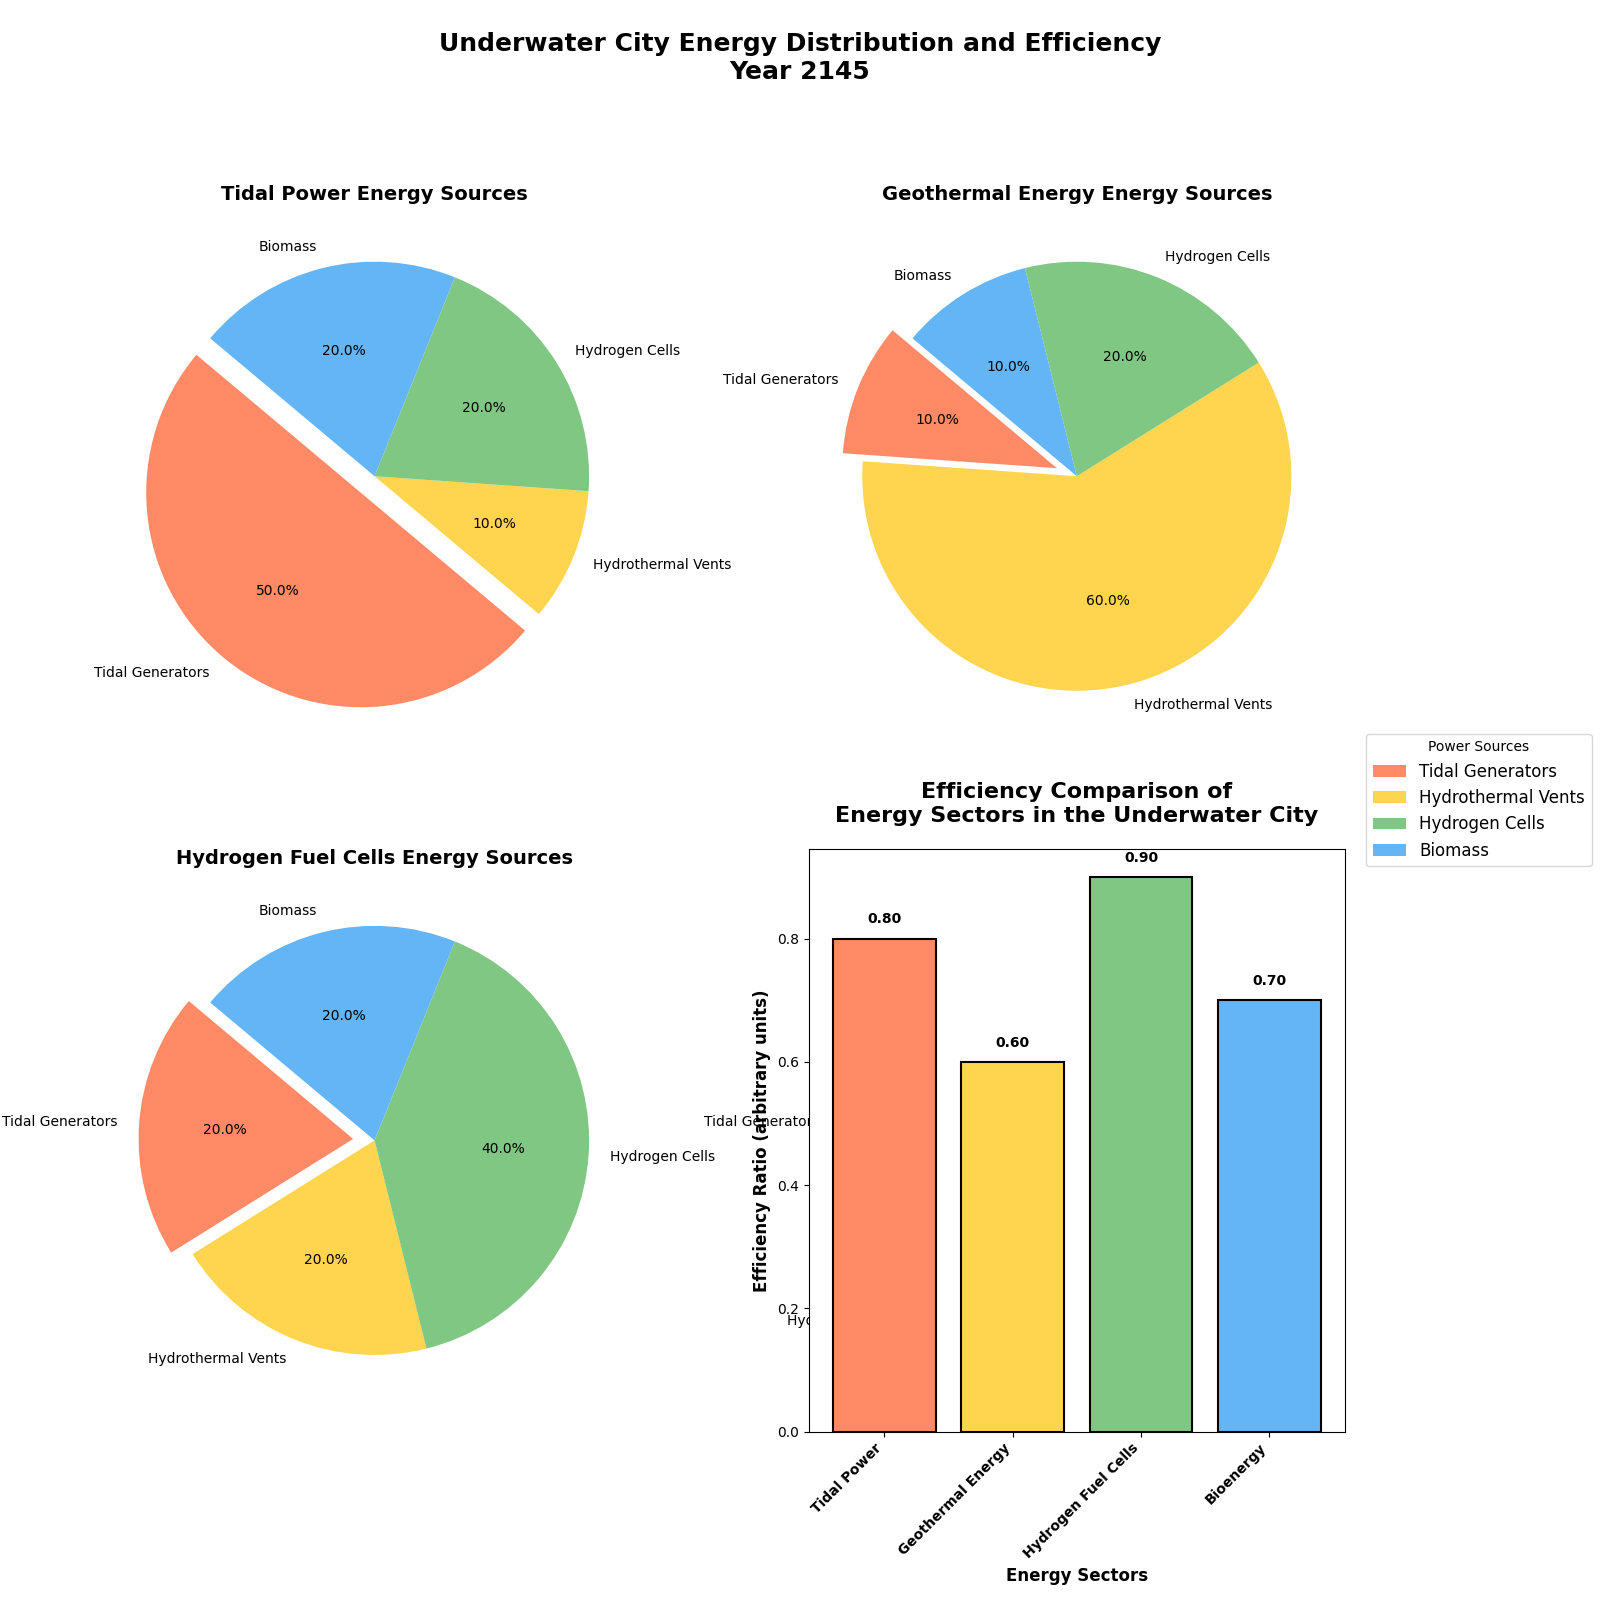 Underwater City Energy Distribution and Efficiency
Year 2145
Tidal Power Energy Sources
Biomass
20.0%
Hydrogen Cells
20.0%
10.0%
Hydrothermal Vents
50.0%
Tidal Generators
Geothermal Energy Energy Sources
Hydrogen Cells
Biomass
20.0%
10.0%
Tidal Generators
10.0%
60.0%
Hydrothermal Vents
Power Sources
Tidal Generators
Hydrothermal Vents
Hydrogen Cells
Biomass
Hydrogen Fuel Cells Energy Sources
Biomass
20.0%
Tidal Generators
20.0%
40.0%
Hydrogen Cells
20.0%
Hydrothermal Vents
Efficiency Comparison of
Energy Sectors in the Underwater City
0.90
0.80
0.70
0.60
0.8
0.6
0.4
0.2
0.0
Efficiency Ratio (arbitrary units)
Tidal
Tidal Power
Geothermal Energy
Hydrogen Fuel Cells
Bioenergy
Energy Sectors